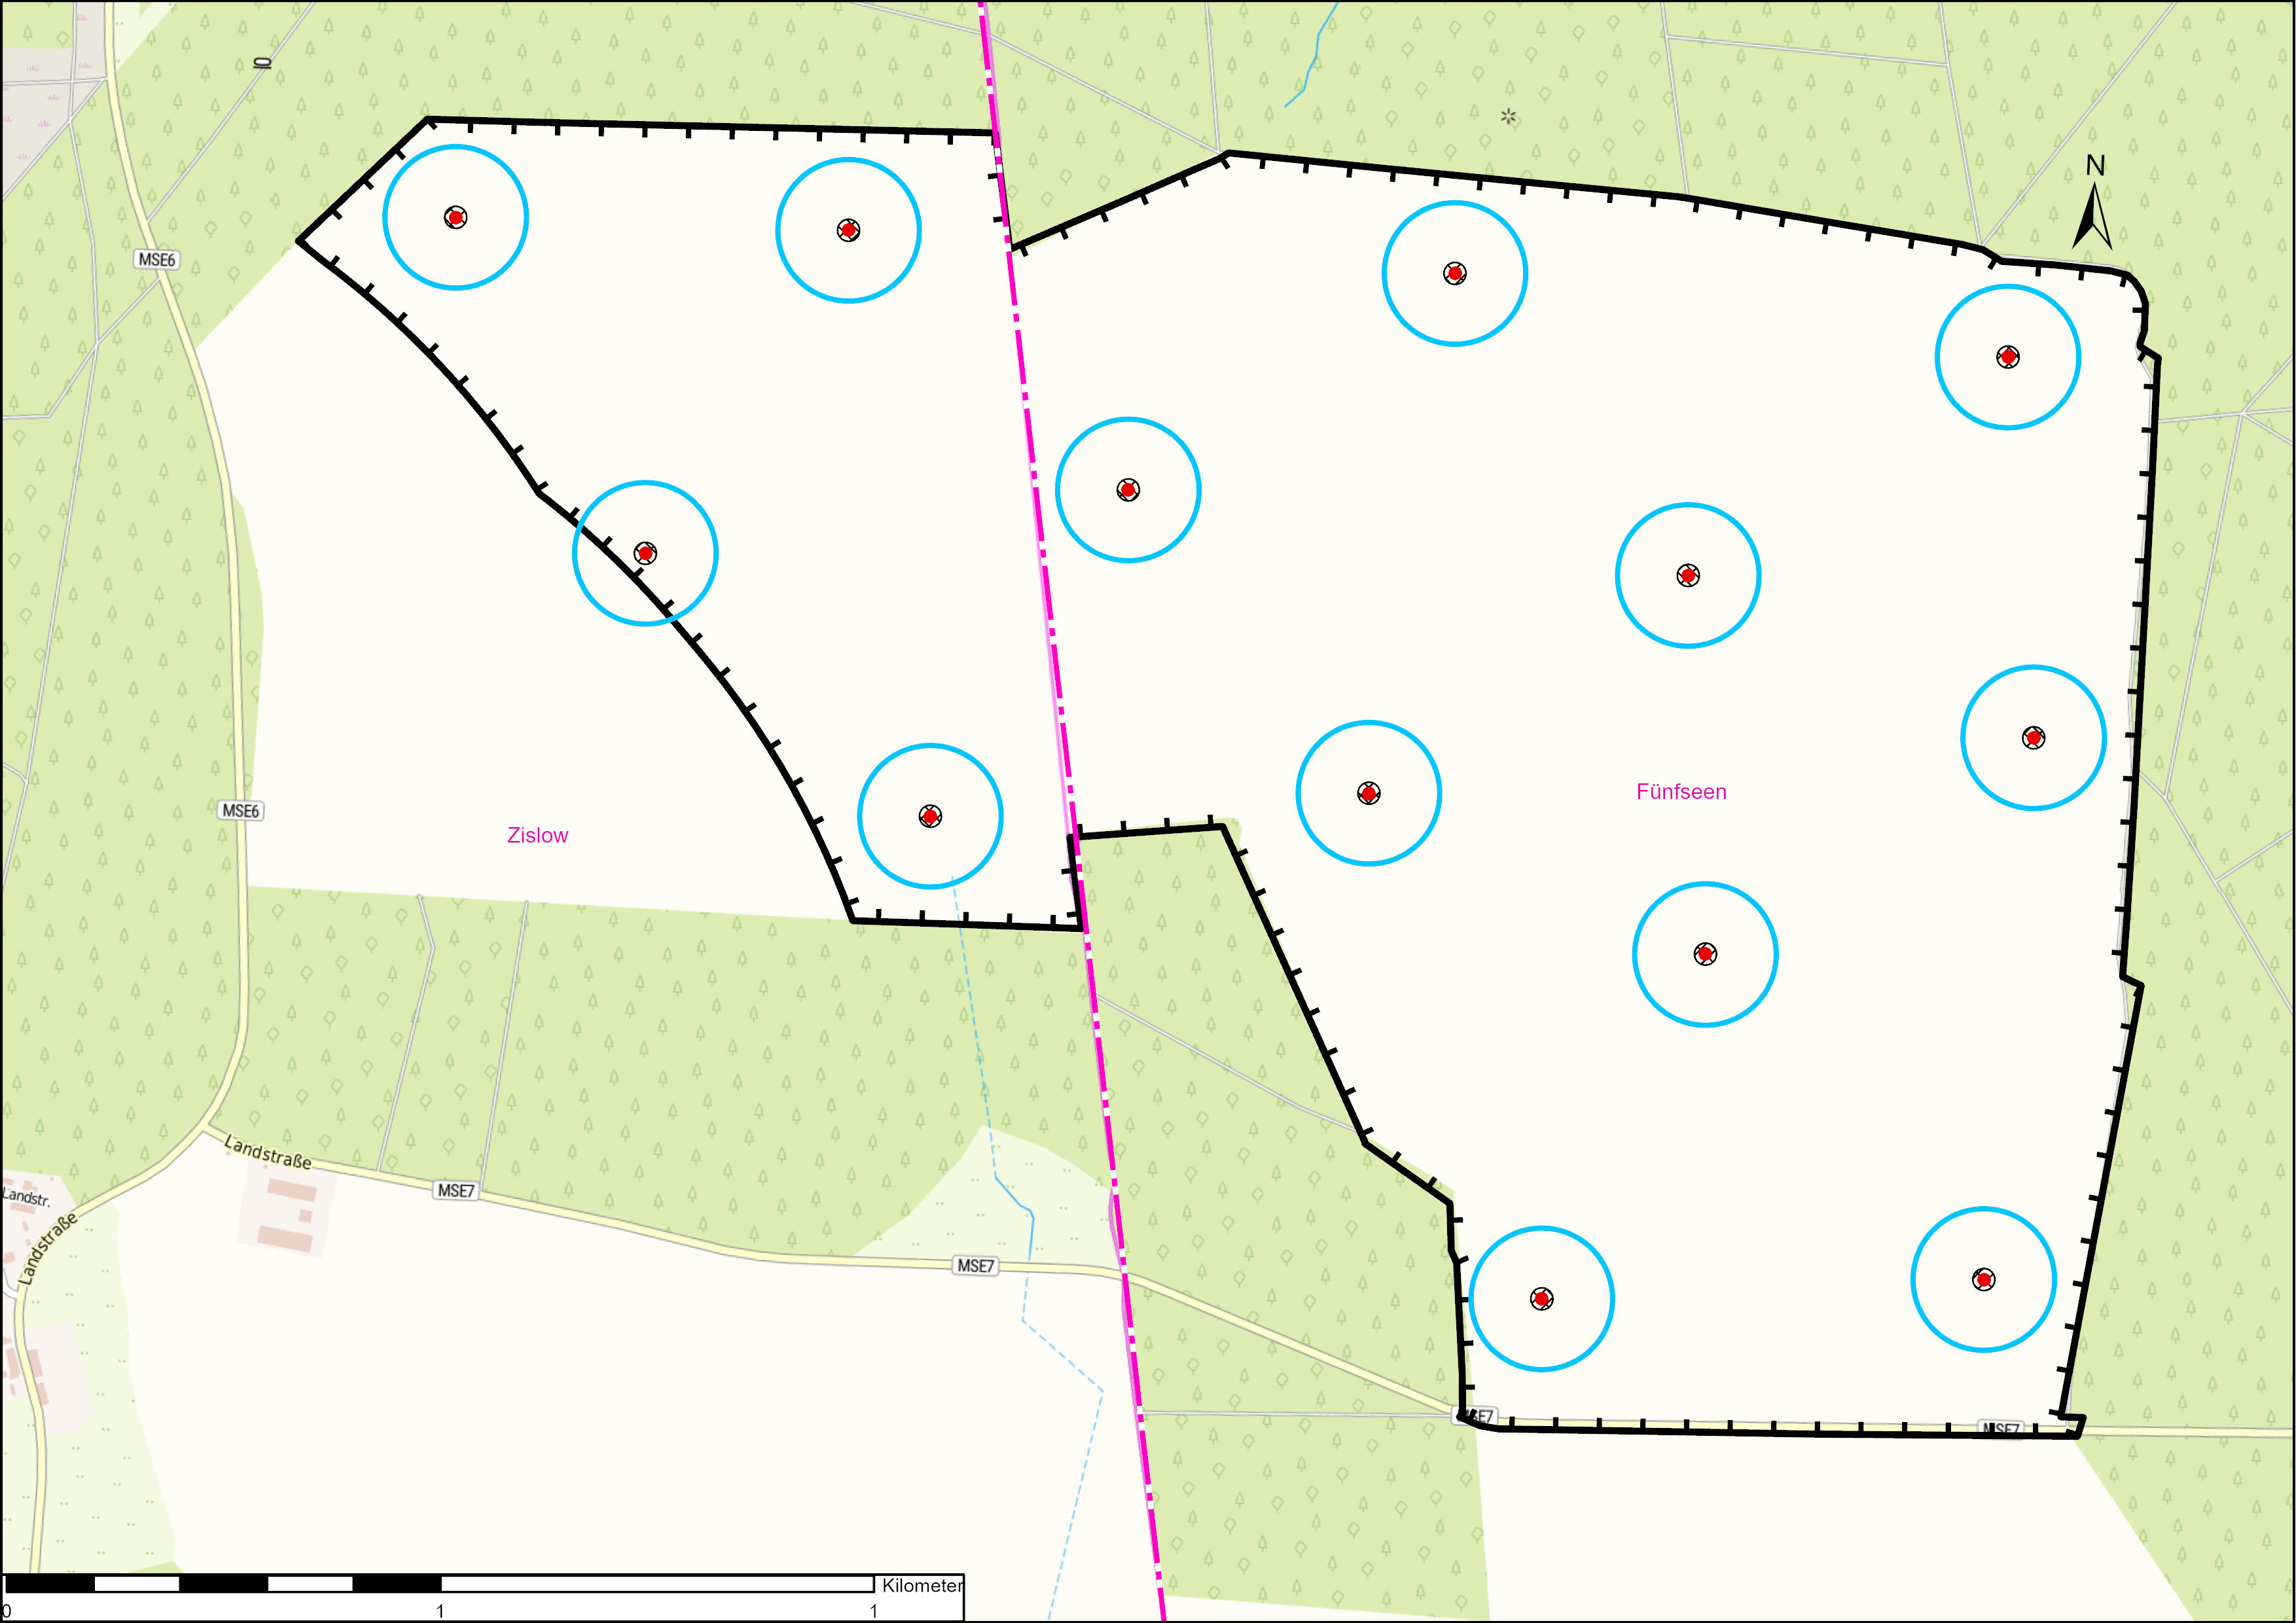 N
MSE6
Fünfseen
MSE6
Zislow
Landstraße
MSE7
Landstr.
Landstraße
MSE7
MSE7
MSE7
Kilometer
0 1 1